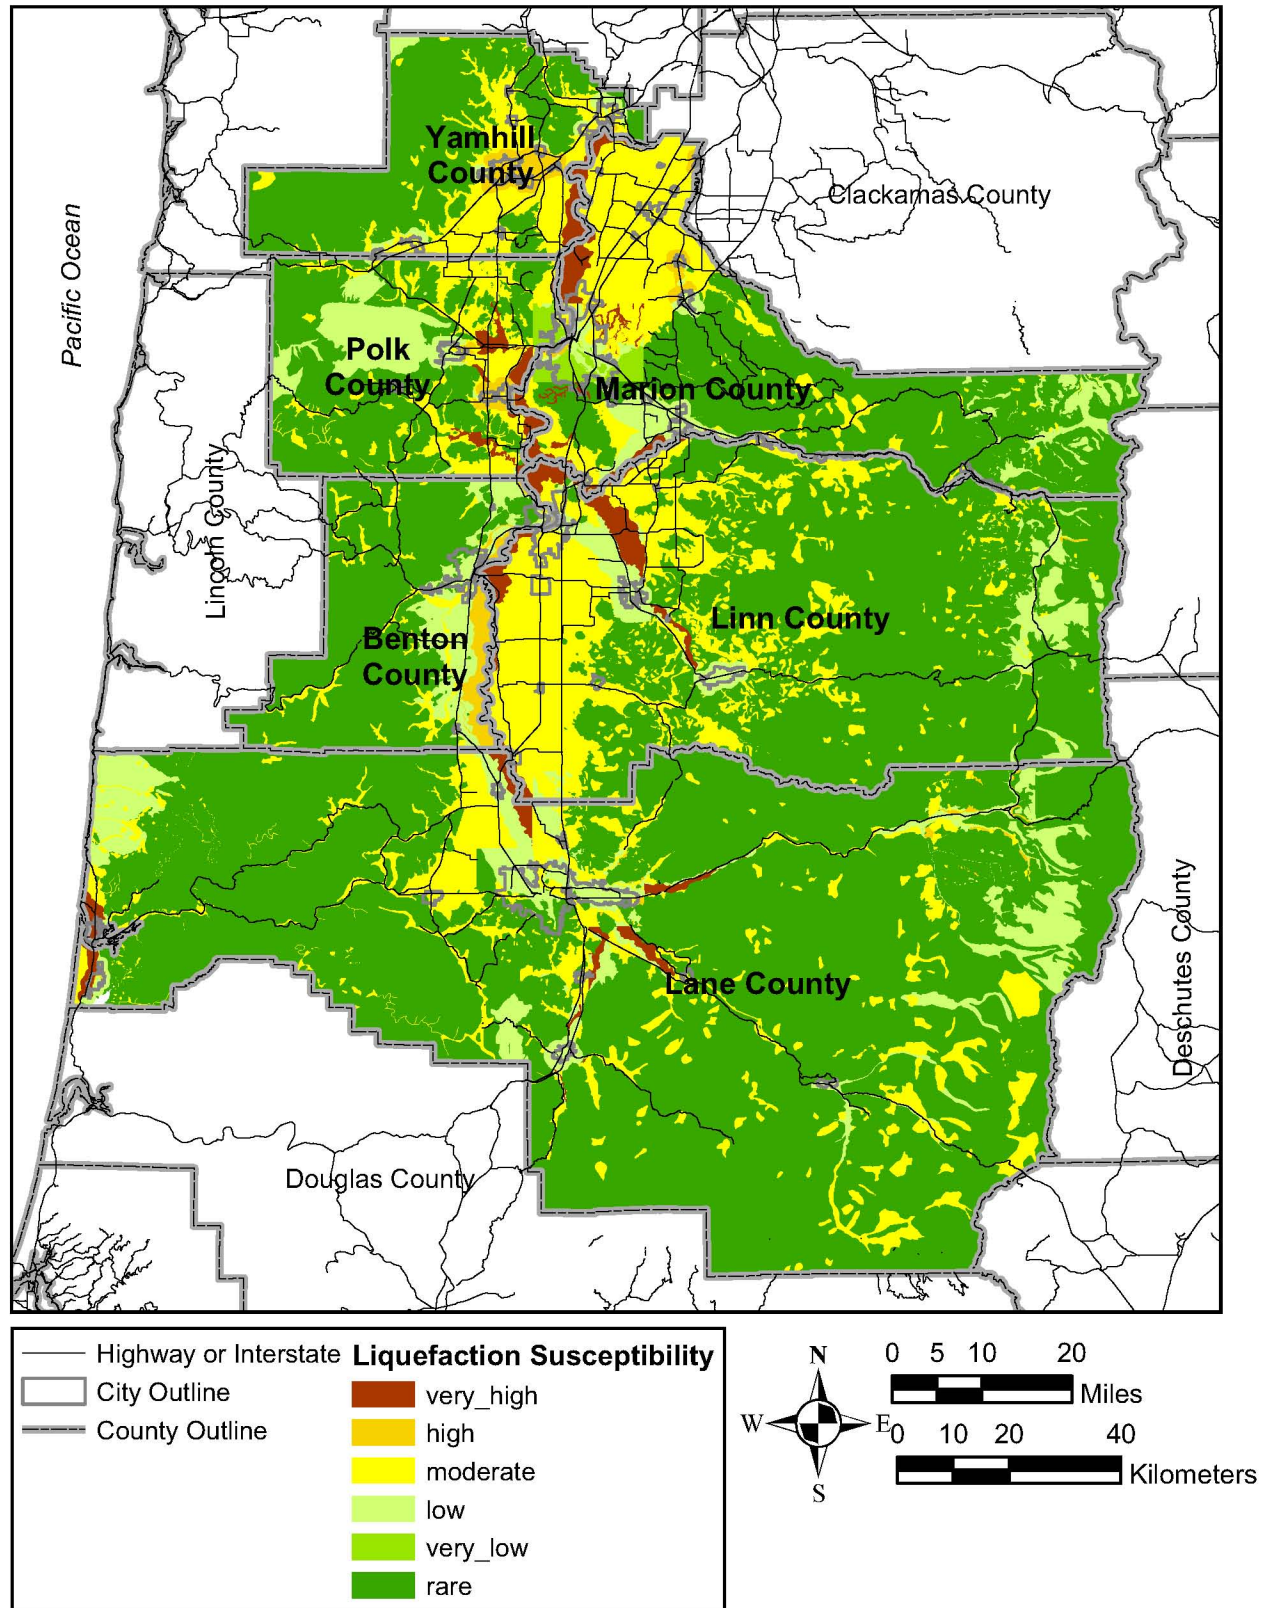 Yamhill
County
Clackamas County
Pacific Ocean
Polk
County
Marion County
Lincoln County
Linn County
Benton
County
Lane County
Deschutes County
Douglas County
Highway or Interstate
City Outline
County Outline
Liquefaction Susceptibility
very_high
high
moderate
low
very_low
rare
N
W
E
S
0 5 10 20
Miles
0 10 20 40
Kilometers